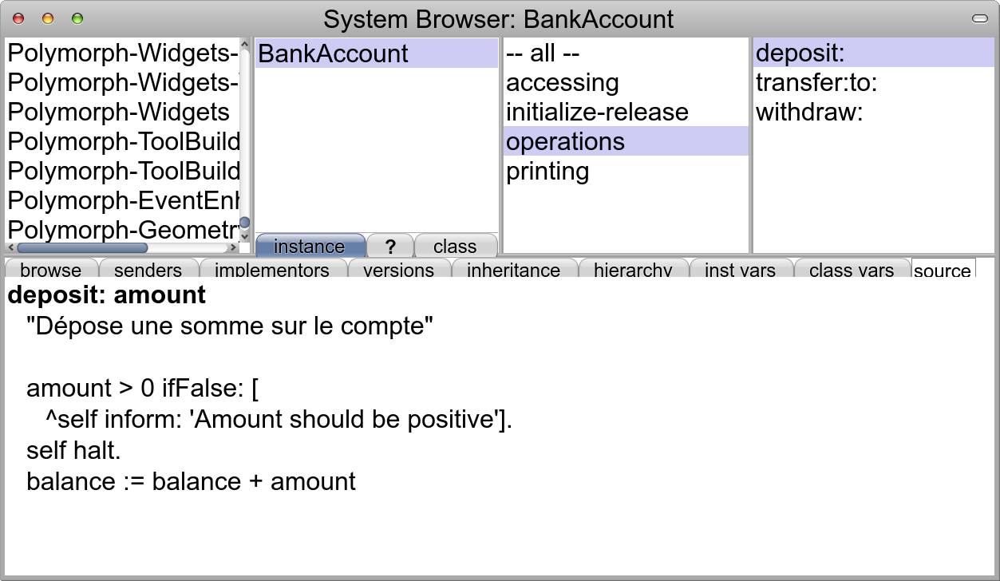 System Browser: BankAccount
Polymorph-Widgets-
Polymorph-Widgets-
Polymorph-Widgets
Polymorph-ToolBuild
Polymorph-ToolBuild
Polymorph-EventEnh
Polymorph-Geometry
BankAccount
instance ? class
-- all --
accessing
initialize-release
operations
printing
deposit:
transfer:to:
withdraw:
browse senders implementors versions inheritance hierarchy inst vars class vars source
deposit: amount
"Dépose une somme sur le compte"
amount > 0 ifFalse: [
^self inform: 'Amount should be positive'].
self halt.
balance := balance + amount